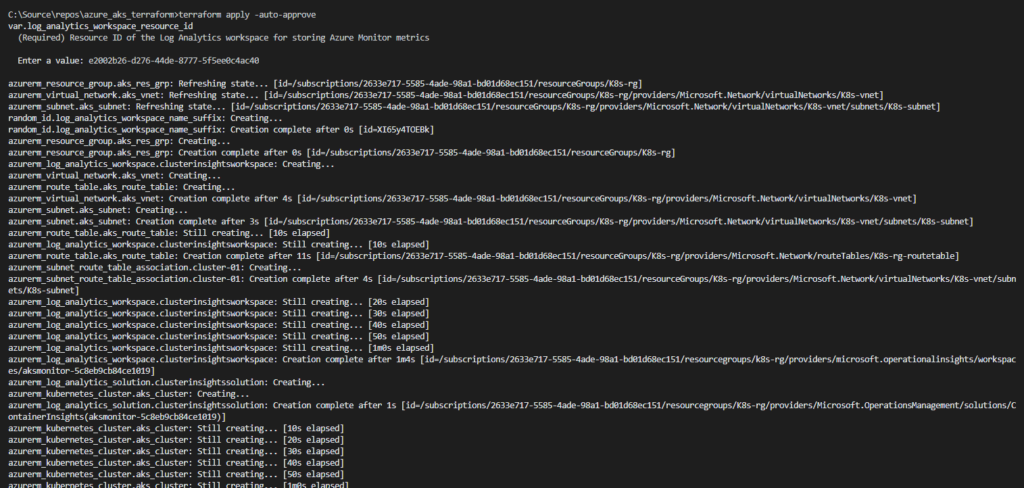 C:\Source\repos\azure_aks_terraform>terraform apply -auto-approve
var.log_analytics_workspace_resource_id
(Required) Resource ID of the Log Analytics workspace for storing Azure Monitor metrics
Enter a value: e2002b26-d276-44de-8777-5f5ee0c4ac40
azurerm_resource_group.aks_res_grp: Refreshing state... [id=/subscriptions/2633e717-5585-4ade-98a1-bd01d68ec151/resourceGroups/K8s-rg]
azurerm_virtual_network.aks_vnet: Refreshing state... [id=/subscriptions/2633e717-5585-4ade-98a1-bd01d68ec151/resourceGroups/K8s-rg/providers/Microsoft.Network/virtualNetworks/K8s-vnet]
azurerm_subnet.aks_subnet: Refreshing state... [id=/subscriptions/2633e717-5585-4ade-98a1-bd01d68ec151/resourceGroups/K8s-rg/providers/Microsoft.Network/virtualNetworks/K8s-vnet/subnets/K8s-subnet]
random_id.log_analytics_workspace_name_suffix: Creating...
random_id.log_analytics_workspace_name_suffix: Creation complete after 0s [id=XI65y4TOEBk]
azurerm_resource_group.aks_res_grp: Creating...
azurerm_resource_group.aks_res_grp: Creation complete after 0s [id=/subscriptions/2633e717-5585-4ade-98a1-bd01d68ec151/resourceGroups/K8s-rg]
azurerm_log_analytics_workspace.clusterinsightsworkspace: Creating...
azurerm_virtual_network.aks_vnet: Creating...
azurerm_route_table.aks_route_table: Creating...
azurerm_virtual_network.aks_vnet: Creation complete after 4s [id=/subscriptions/2633e717-5585-4ade-98a1-bd01d68ec151/resourceGroups/K8s-rg/providers/Microsoft.Network/virtualNetworks/K8s-vnet]
azurerm_subnet.aks_subnet: Creating...
azurerm_subnet.aks_subnet: Creation complete after 3s [id=/subscriptions/2633e717-5585-4ade-98a1-bd01d68ec151/resourceGroups/K8s-rg/providers/Microsoft.Network/virtualNetworks/K8s-vnet/subnets/K8s-subnet]
azurerm_route_table.aks_route_table: Still creating... [10s elapsed]
azurerm_log_analytics_workspace.clusterinsightsworkspace: Still creating... [10s elapsed]
azurerm_route_table.aks_route_table: Creation complete after 11s [id=/subscriptions/2633e717-5585-4ade-98a1-bd01d68ec151/resourceGroups/K8s-rg/providers/Microsoft.Network/routeTables/K8s-rg-routetable]
azurerm_subnet_route_table_association.cluster-01: Creating...
azurerm_subnet_route_table_association.cluster-01: Creation complete after 4s [id=/subscriptions/2633e717-5585-4ade-98a1-bd01d68ec151/resourceGroups/K8s-rg/providers/Microsoft.Network/virtualNetworks/K8s-vnet/subn
ets/K8s-subnet]
azurerm_log_analytics_workspace.clusterinsightsworkspace: Still creating... [20s elapsed]
azurerm_log_analytics_workspace.clusterinsightsworkspace: Still creating... [30s elapsed]
azurerm_log_analytics_workspace.clusterinsightsworkspace: Still creating... [40s elapsed]
azurerm_log_analytics_workspace.clusterinsightsworkspace: Still creating... [50s elapsed]
azurerm_log_analytics_workspace.clusterinsightsworkspace: Still creating... [1m0s elapsed]
azurerm_log_analytics_workspace.clusterinsightsworkspace: Creation complete after 1m4s [id=/subscriptions/2633e717-5585-4ade-98a1-bd01d68ec151/resourcegroups/k8s-rg/providers/microsoft.operationalinsights/workspac
es/aksmonitor-5c8eb9cb84ce1019]
azurerm_log_analytics_solution.clusterinsightssolution: Creating...
azurerm_kubernetes_cluster.aks_cluster: Creating...
azurerm_log_analytics_solution.clusterinsightssolution: Creation complete after 1s [id=/subscriptions/2633e717-5585-4ade-98a1-bd01d68ec151/resourcegroups/K8s-rg/providers/Microsoft.OperationsManagement/solutions/C
ontainerInsights(aksmonitor-5c8eb9cb84ce1019)]
azurerm_kubernetes_cluster.aks_cluster: Still creating... [10s elapsed]
azurerm_kubernetes_cluster.aks_cluster: Still creating... [20s elapsed]
azurerm_kubernetes_cluster.aks_cluster: Still creating... [30s elapsed]
azurerm_kubernetes_cluster.aks_cluster: Still creating... [40s elapsed]
azurerm_kubernetes_cluster.aks_cluster: Still creating... [50s elapsed]
azurerm_kubernetes_cluster.aks_cluster: Still creating... [1m0s elapsed]